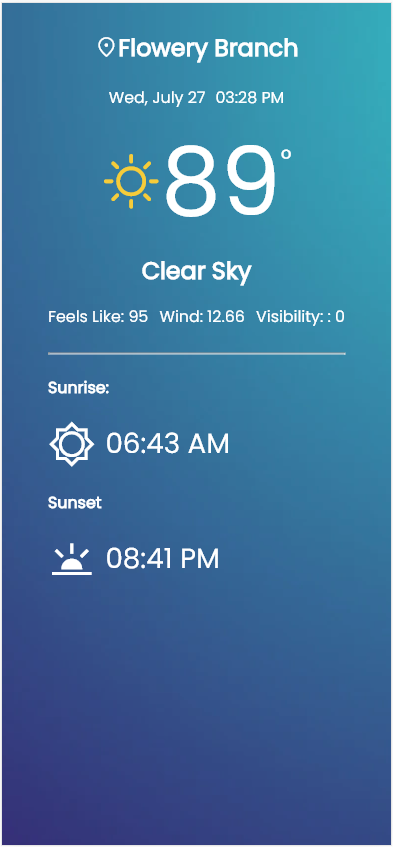 Flowery Branch
Wed, July 27 03:28 PM
89°
Clear Sky
Feels Like: 95 Wind: 12.66 Visibility: : 0
Sunrise:
06:43 AM
Sunset
08:41 PM